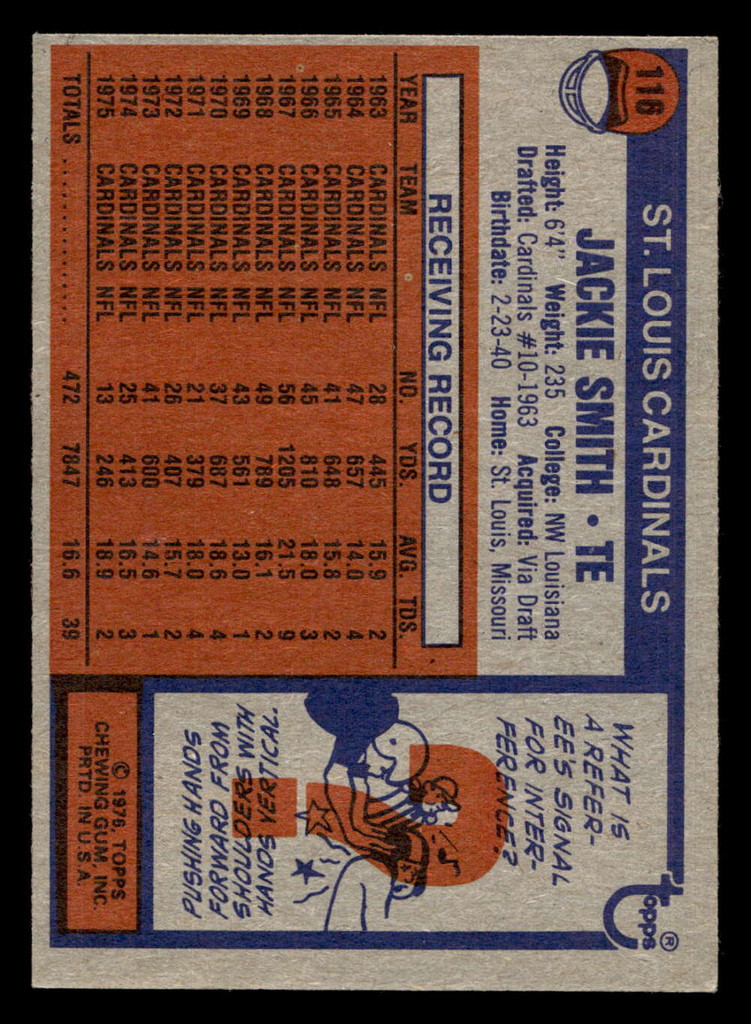 116
ST. LOUIS CARDINALS
JACKIE SMITH • TE
Height: 6'4" Weight: 235 College: NW Louisiana
Drafted: Cardinals #10-1963 Acquired: Via Draft
Birthdate: 2-23-40 Home: St. Louis, Missouri
RECEIVING RECORD
YEAR TEAM NO. YDS. AVG. TDS.
1963 CARDINALS NFL 28 445 15.9 2
1964 CARDINALS NFL 47 657 14.0 4
1965 CARDINALS NFL 41 648 15.8 2
1966 CARDINALS NFL 45 810 18.0 3
1967 CARDINALS NFL 56 1205 21.5 9
1968 CARDINALS NFL 49 789 16.1 2
1969 CARDINALS NFL 43 561 13.0 1
1970 CARDINALS NFL 37 687 18.6 4
1971 CARDINALS NFL 21 379 18.0 4
1972 CARDINALS NFL 26 407 15.7 2
1973 CARDINALS NFL 41 600 14.6 1
1974 CARDINALS NFL 25 413 16.5 3
1975 CARDINALS NFL 13 246 18.9 2
TOTALS .................. 472 7847 16.6 39
topps®
WHAT IS
A REFER-
EE'S SIGNAL
FOR INTER-
FERENCE?
PUSHING HANDS
FORWARD FROM
SHOULDERS WITH
HANDS VERTICAL.
© 1976, TOPPS
CHEWING GUM, INC.
PRTD. IN U.S.A.